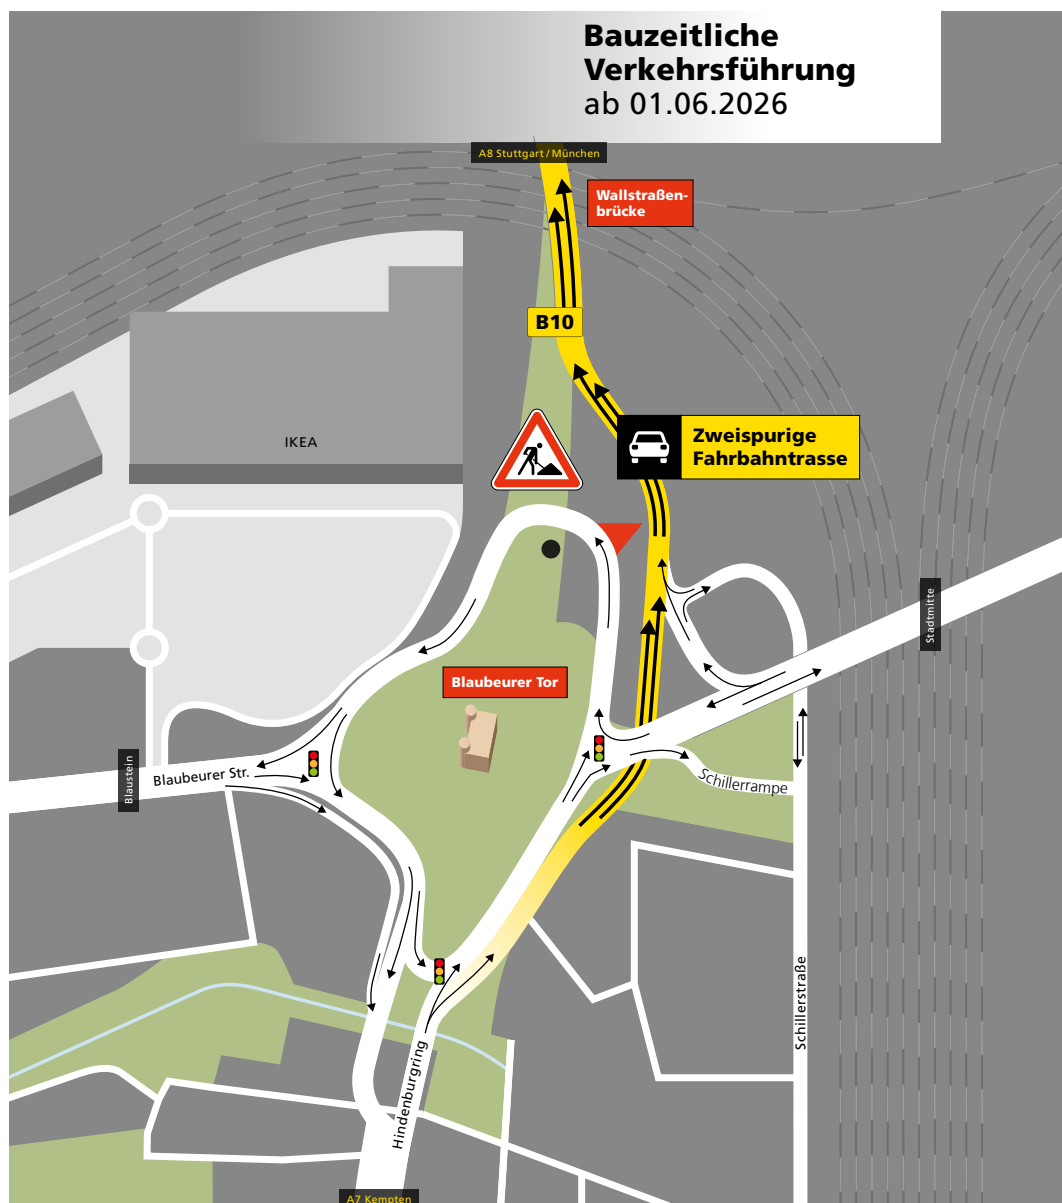 Bauzeitliche
Verkehrsführung
ab 01.06.2026
A8 Stuttgart/München
Wallstraßen-
brücke
B10
Zweispurige
Fahrbahntrasse
IKEA
Stadtmitte
Blaubeurer Tor
Blaustein
Blaubeurer Str.
Schillerrampe
Schillerstraße
Hindenburgring
A7 Kempten